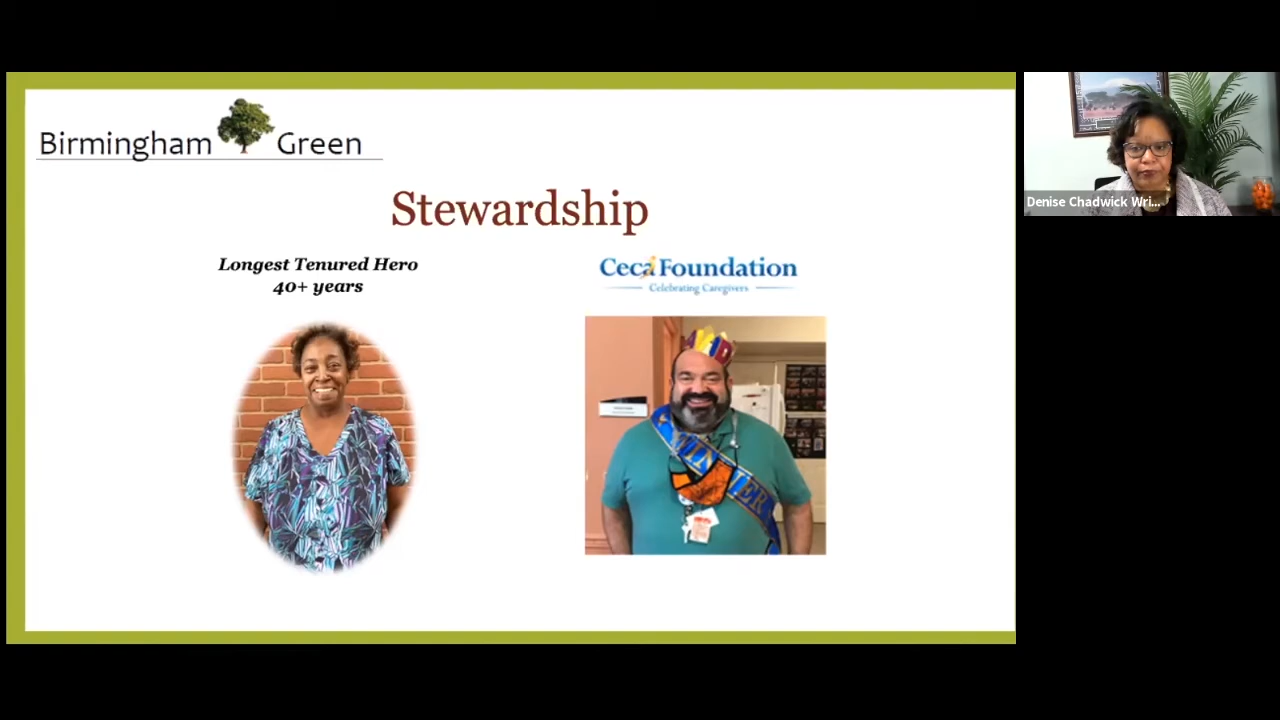 Birmingham Green
Stewardship
Longest Tenured Hero
40+ years
Ceca Foundation
Celebrating Caregivers
Denise Chadwick Wri...